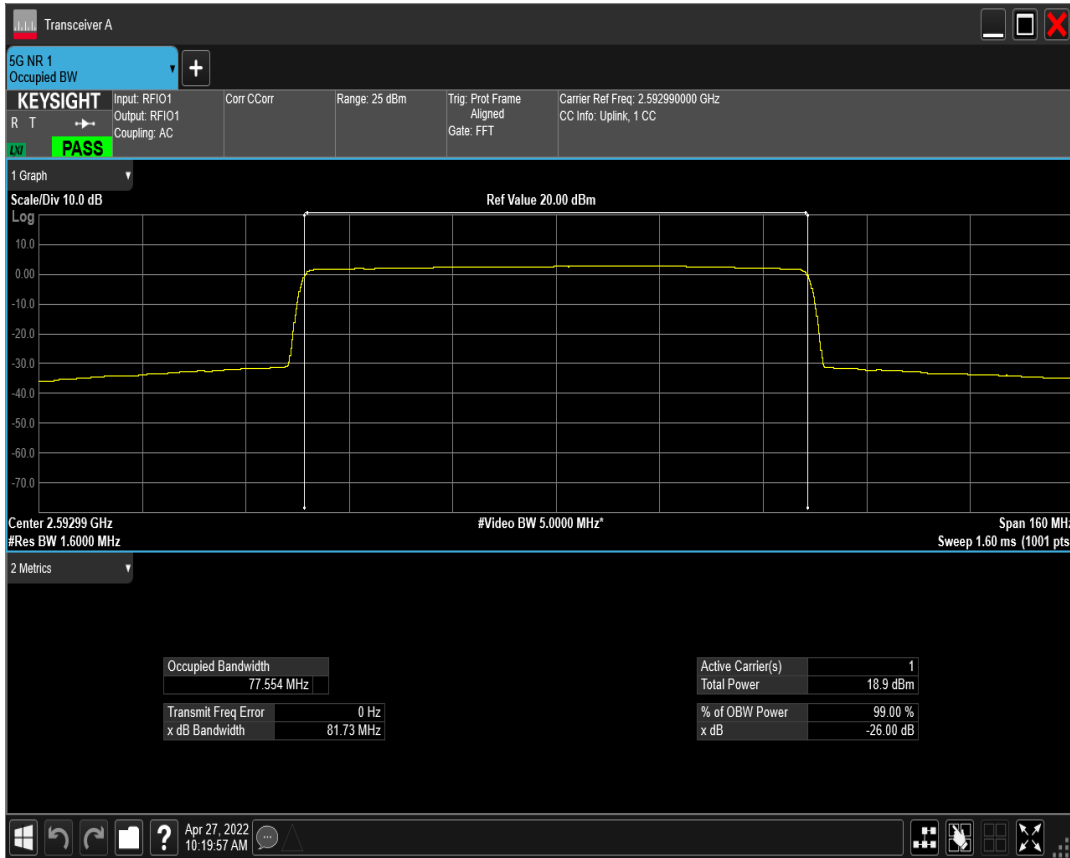 Transceiver A
5G NR 1
Occupied BW
KEYSIGHT
R T
LXI
PASS
Input: RFIO1
Output: RFIO1
Coupling: AC
Corr CCorr
Range: 25 dBm
Trig: Prot Frame
Aligned
Gate: FFT
Carrier Ref Freq: 2.592990000 GHz
CC Info: Uplink, 1 CC
1 Graph
Scale/Div 10.0 dB
Ref Value 20.00 dBm
Log
10.0
0.00
-10.0
-20.0
-30.0
-40.0
-50.0
-60.0
-70.0
Center 2.59299 GHz
#Video BW 5.0000 MHz*
Span 160 MHz
#Res BW 1.6000 MHz
Sweep 1.60 ms (1001 pts
2 Metrics
Occupied Bandwidth
77.554 MHz
Transmit Freq Error 0 Hz
x dB Bandwidth 81.73 MHz
Active Carrier(s) 1
Total Power 18.9 dBm
% of OBW Power 99.00 %
x dB -26.00 dB
?
Apr 27, 2022
10:19:57 AM